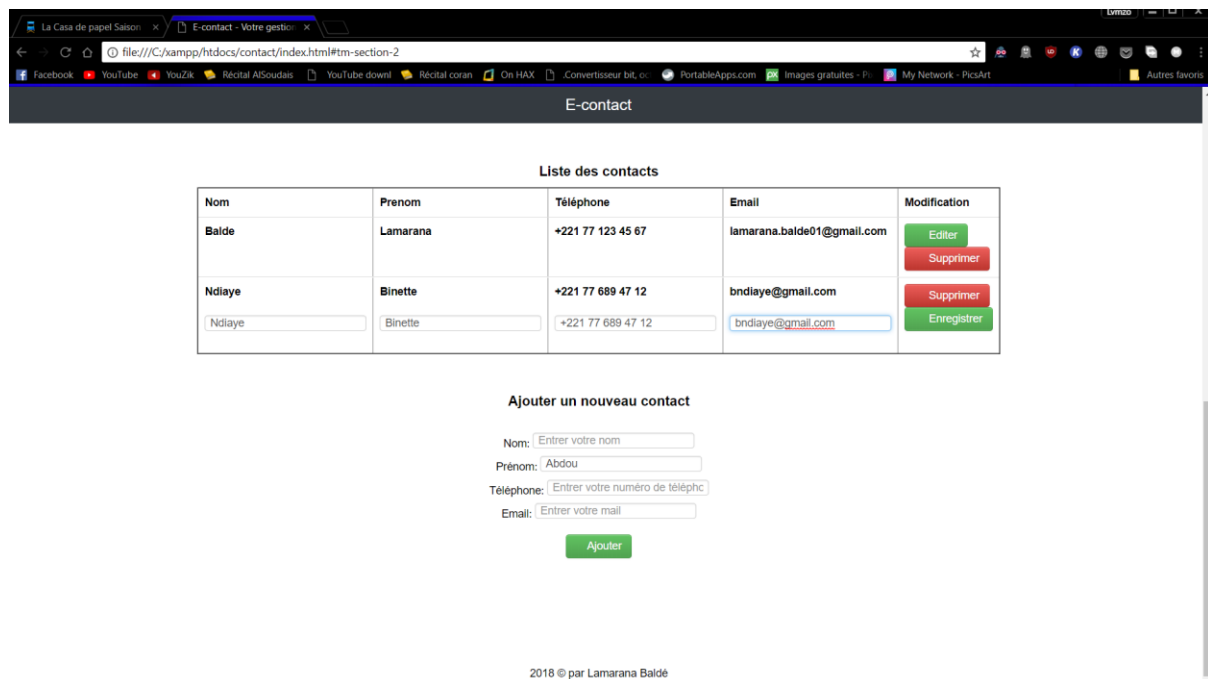 Lymzo
La Casa de papel Saison
E-contact - Votre gestion
file:///C:/xampp/htdocs/contact/index.html#tm-section-2
Facebook YouTube YouZik Récital AlSoudais YouTube downl Récital coran On HAX .Convertisseur bit, oc PortableApps.com Images gratuites - Pi My Network - PicsArt Autres favoris
E-contact
Liste des contacts
Nom Prenom Téléphone Email Modification
Balde Lamarana +221 77 123 45 67 lamarana.balde01@gmail.com Editer
Supprimer
Ndiaye Binette +221 77 689 47 12 bndiaye@gmail.com Supprimer
Ndiaye Binette +221 77 689 47 12 bndiaye@gmail.com Enregistrer
Ajouter un nouveau contact
Nom: Entrer votre nom
Prénom: Abdou
Téléphone: Entrer votre numéro de téléphc
Email: Entrer votre mail
Ajouter
2018 © par Lamarana Baldé